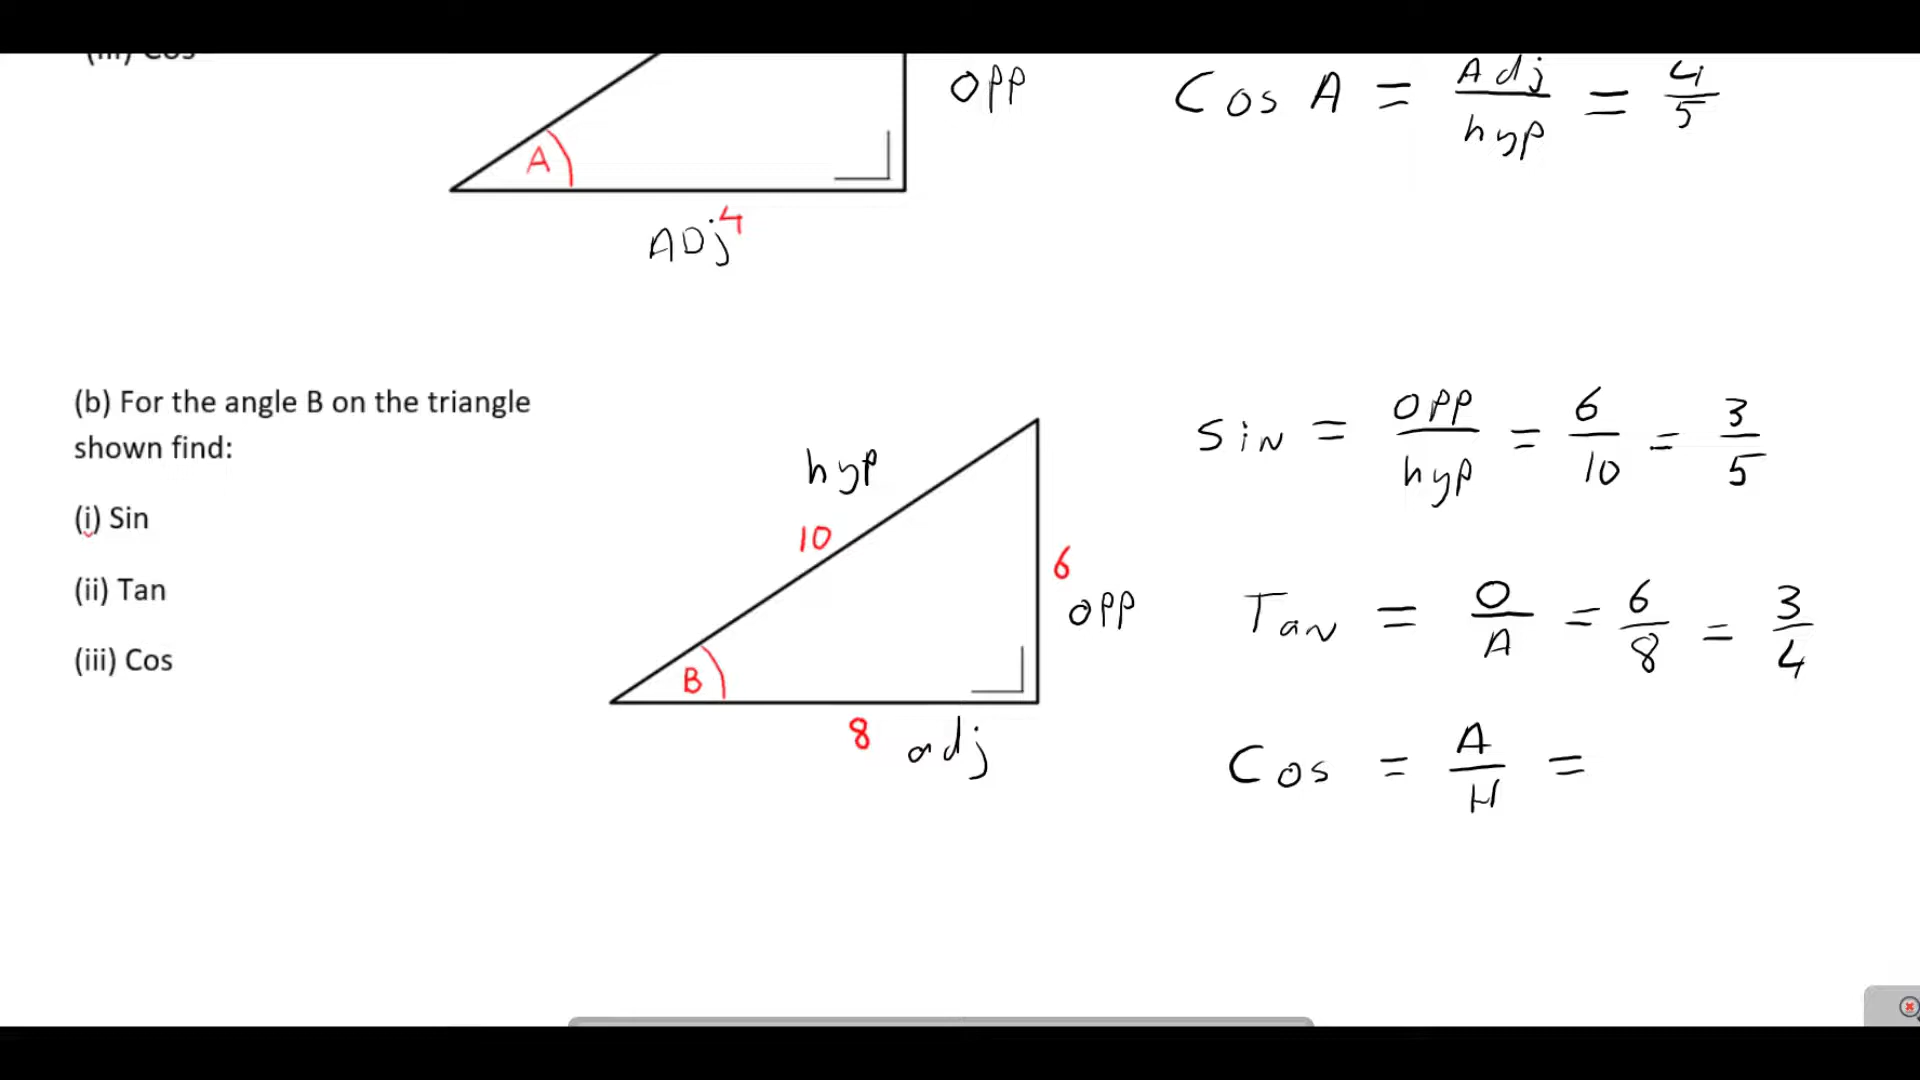 (iii) Cos
opp
Cos A = Adj/hyp = 4/5
A
4
ADj
(b) For the angle B on the triangle
shown find:
(i) Sin
(ii) Tan
(iii) Cos
hyp
10
6
opp
B
8 adj
Sin = opp/hyp = 6/10 = 3/5
Tan = O/A = 6/8 = 3/4
Cos = A/H =